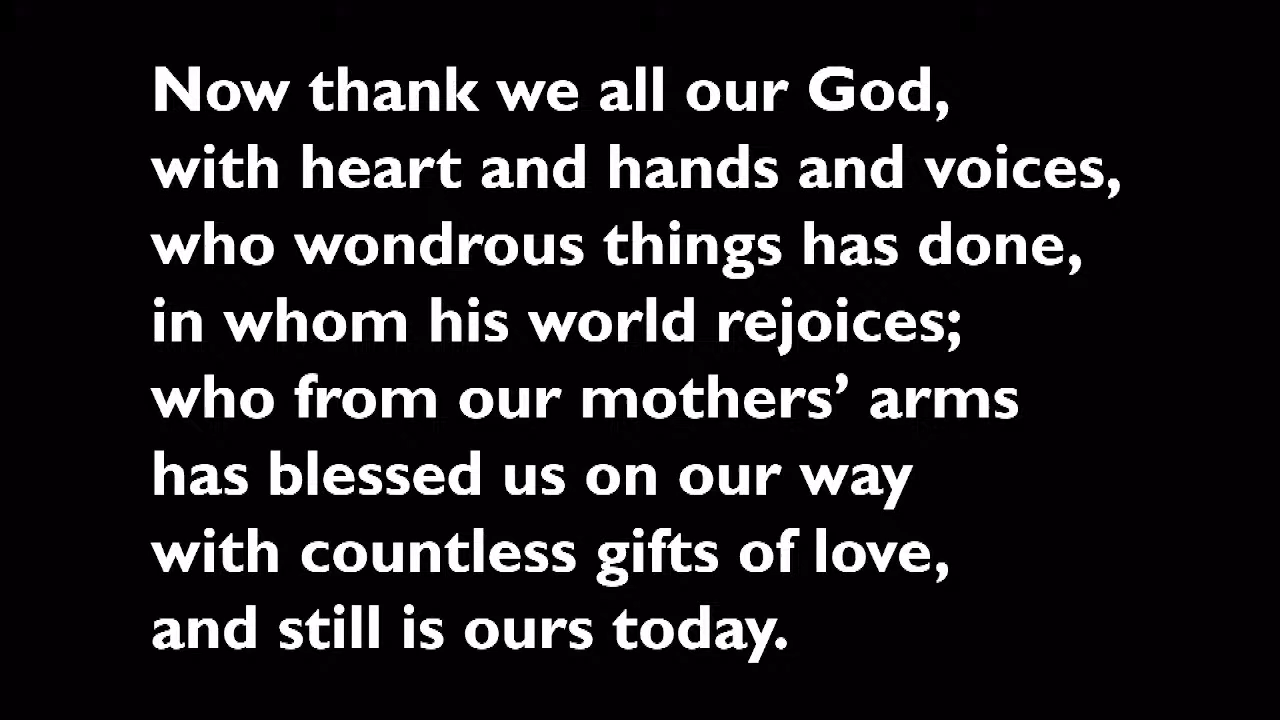 Now thank we all our God,
with heart and hands and voices,
who wondrous things has done,
in whom his world rejoices;
who from our mothers’ arms
has blessed us on our way
with countless gifts of love,
and still is ours today.